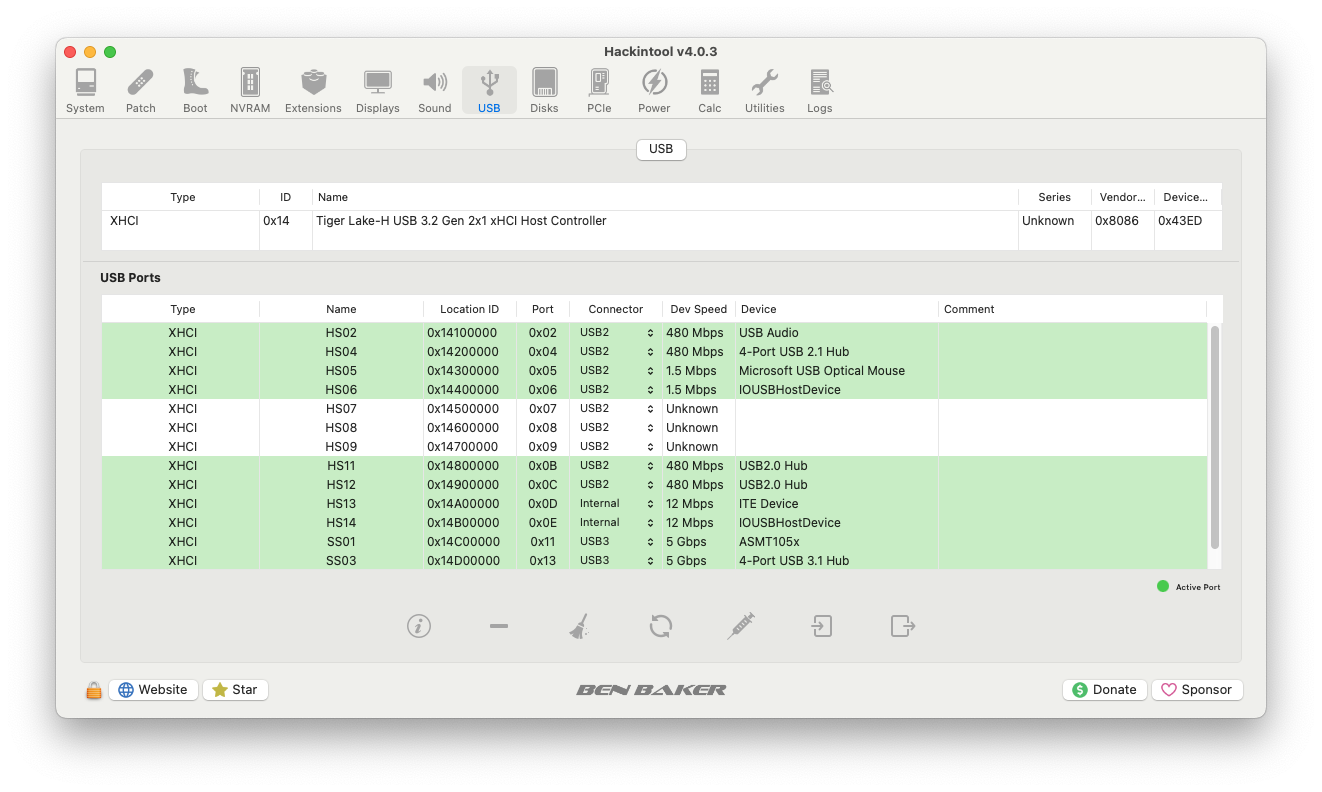 Hackintool v4.0.3
System Patch Boot NVRAM Extensions Displays Sound USB Disks PCIe Power Calc Utilities Logs
USB
Type ID Name Series Vendor... Device...
XHCI 0x14 Tiger Lake-H USB 3.2 Gen 2x1 xHCI Host Controller Unknown 0x8086 0x43ED
USB Ports
Type Name Location ID Port Connector Dev Speed Device Comment
XHCI HS02 0x14100000 0x02 USB2 480 Mbps USB Audio
XHCI HS04 0x14200000 0x04 USB2 480 Mbps 4-Port USB 2.1 Hub
XHCI HS05 0x14300000 0x05 USB2 1.5 Mbps Microsoft USB Optical Mouse
XHCI HS06 0x14400000 0x06 USB2 1.5 Mbps IOUSBHostDevice
XHCI HS07 0x14500000 0x07 USB2 Unknown
XHCI HS08 0x14600000 0x08 USB2 Unknown
XHCI HS09 0x14700000 0x09 USB2 Unknown
XHCI HS11 0x14800000 0x0B USB2 480 Mbps USB2.0 Hub
XHCI HS12 0x14900000 0x0C USB2 480 Mbps USB2.0 Hub
XHCI HS13 0x14A00000 0x0D Internal 12 Mbps ITE Device
XHCI HS14 0x14B00000 0x0E Internal 12 Mbps IOUSBHostDevice
XHCI SS01 0x14C00000 0x11 USB3 5 Gbps ASMT105x
XHCI SS03 0x14D00000 0x13 USB3 5 Gbps 4-Port USB 3.1 Hub
Active Port
Website Star BEN BAKER Donate Sponsor